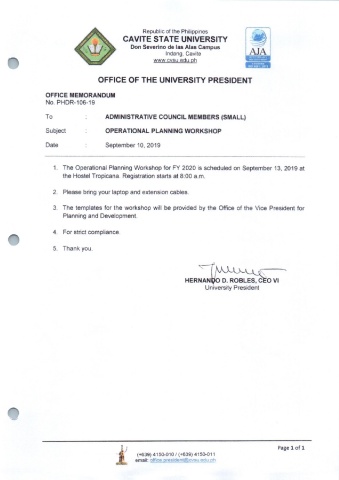 Republic of the Philippines
CAVITE STATE UNIVERSITY
Don Severino de las Alas Campus
Indang, Cavite
www.cvsu.edu.ph
AJA
OFFICE OF THE UNIVERSITY PRESIDENT
OFFICE MEMORANDUM
No. PHDR-106-19
To : ADMINISTRATIVE COUNCIL MEMBERS (SMALL)
Subject : OPERATIONAL PLANNING WORKSHOP
Date : September 10, 2019
1. The Operational Planning Workshop for FY 2020 is scheduled on September 13, 2019 at
the Hostel Tropicana. Registration starts at 8:00 a.m.
2. Please bring your laptop and extension cables.
3. The templates for the workshop will be provided by the Office of the Vice President for
Planning and Development.
4. For strict compliance.
5. Thank you.
HERNANDO D. ROBLES, CEO VI
University President
Page 1 of 1
(+639) 4150-010 / (+639) 4150-011
email: office.president@cvsu.edu.ph